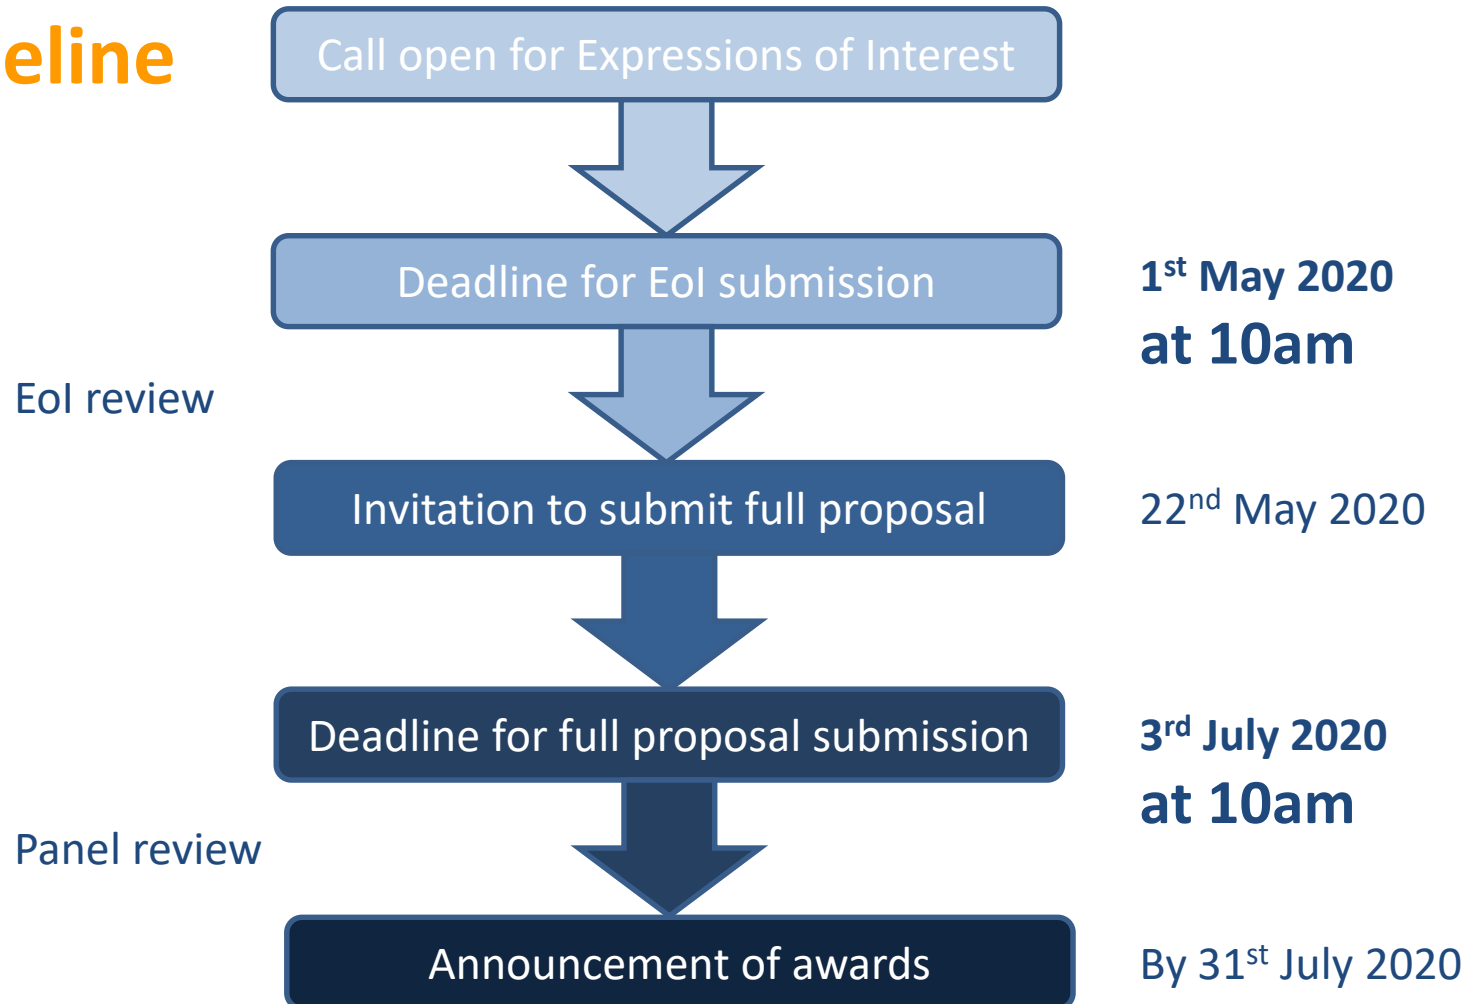 eline
Call open for Expressions of Interest
Deadline for EoI submission
1st May 2020
at 10am
EoI review
Invitation to submit full proposal
22nd May 2020
Deadline for full proposal submission
3rd July 2020
at 10am
Panel review
Announcement of awards
By 31st July 2020